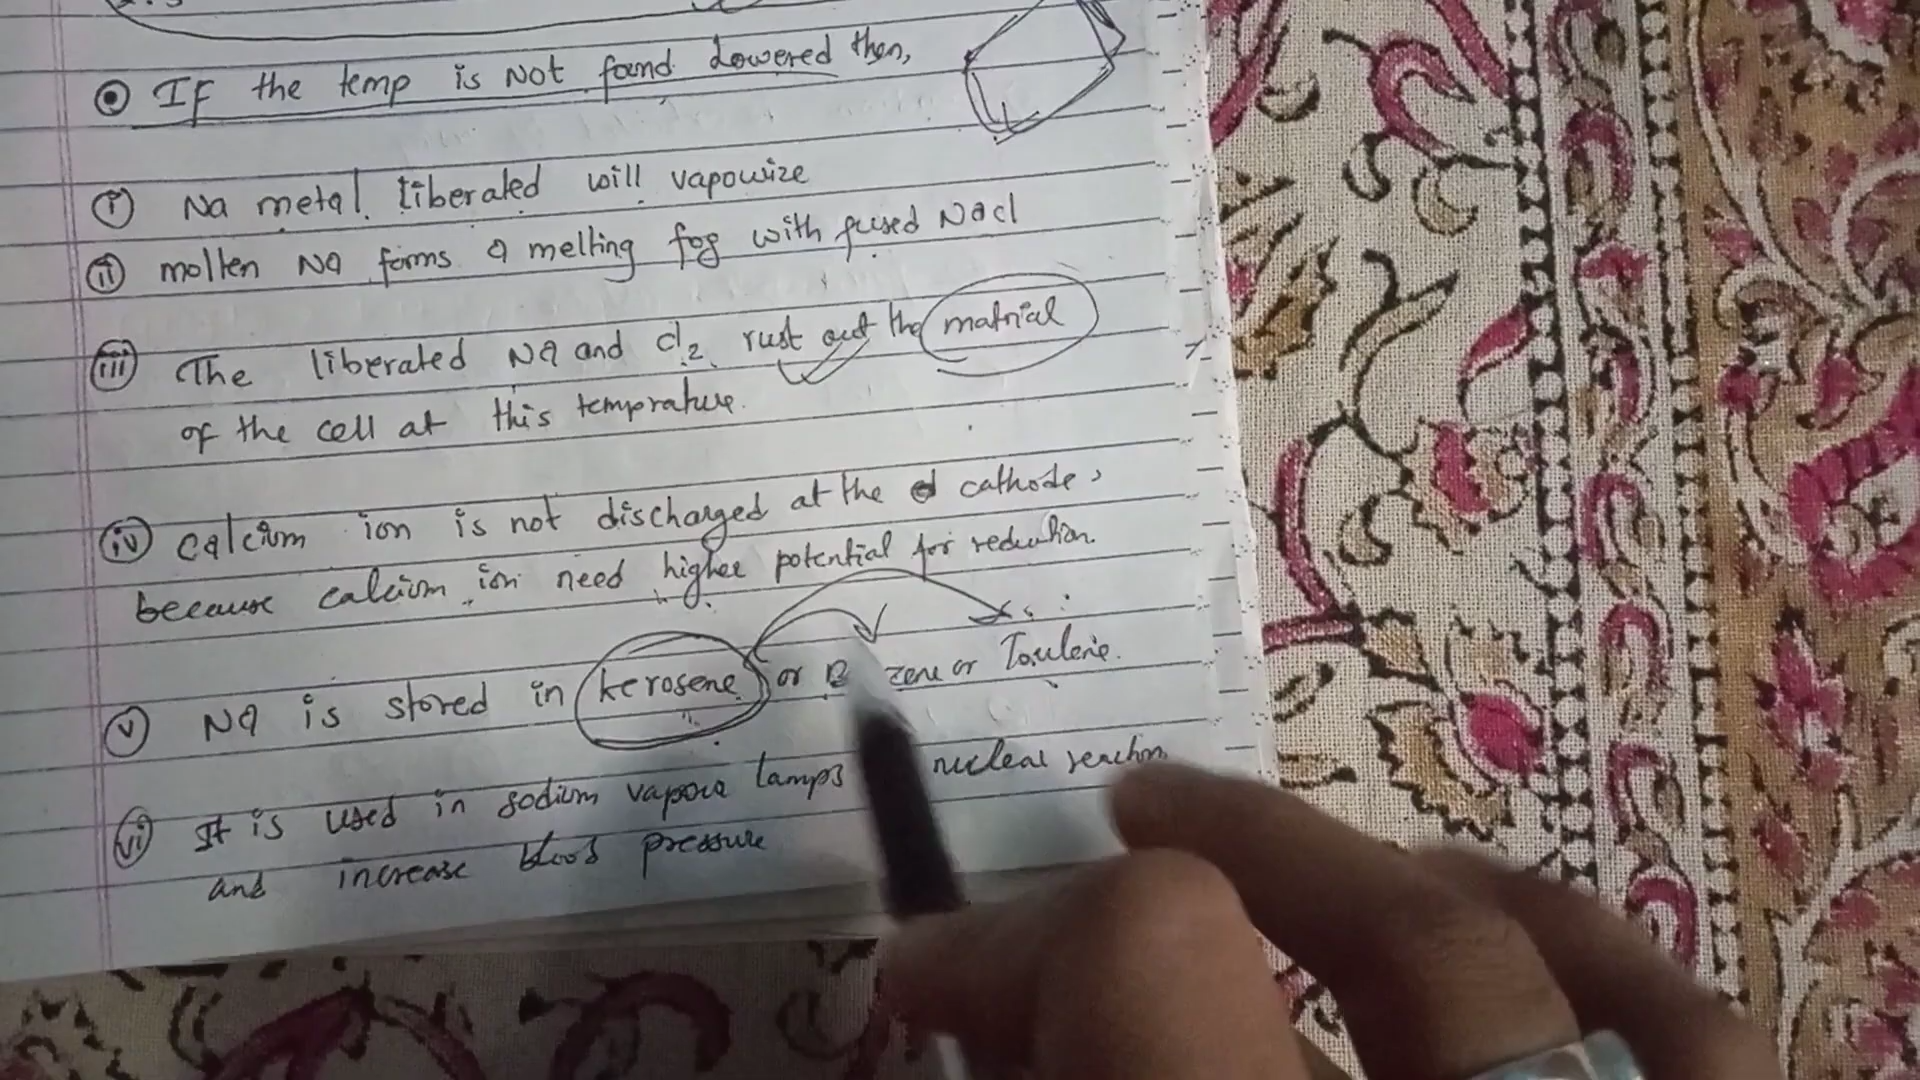 IF the temp is Not found Lowered then,
(i) Na metal liberated will vapourize
(ii) molten Na forms a melting fog with fused Nacl
(iii) The liberated Na and cl2 rust out the matrial
of the cell at this temprature.
(iv) calcium ion is not discharged at the cathode,
because calcium ion need higher potential for reduction.
(v) Na is stored in kerosene or zene or
(vi) It is used in sodium vapour lamps nuclear
and increase blood pressure